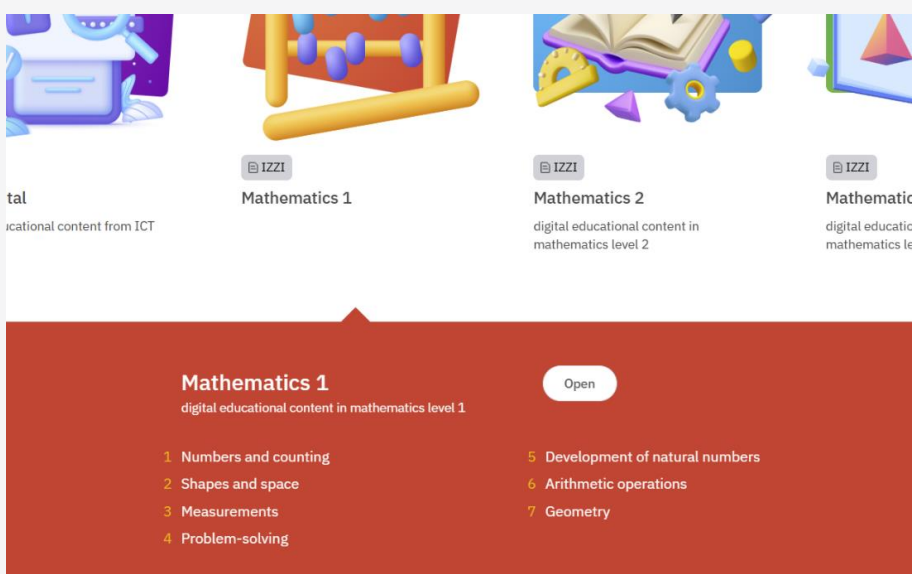 IZZI
IZZI
IZZI
tal
Mathematics 1
Mathematics 2
ucational content from ICT
digital educational content in
mathematics level 2
Mathematics 1
Open
digital educational content in mathematics level 1
1 Numbers and counting
2 Shapes and space
3 Measurements
4 Problem-solving
5 Development of natural numbers
6 Arithmetic operations
7 Geometry